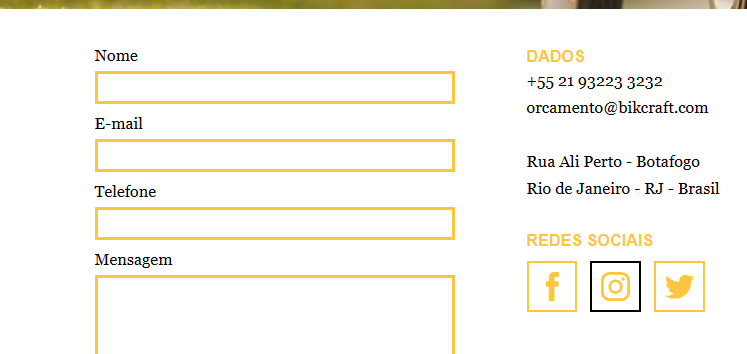 Nome
E-mail
Telefone
Mensagem
DADOS
+55 21 93223 3232
orcamento@bikcraft.com
Rua Ali Perto - Botafogo
Rio de Janeiro - RJ - Brasil
REDES SOCIAIS